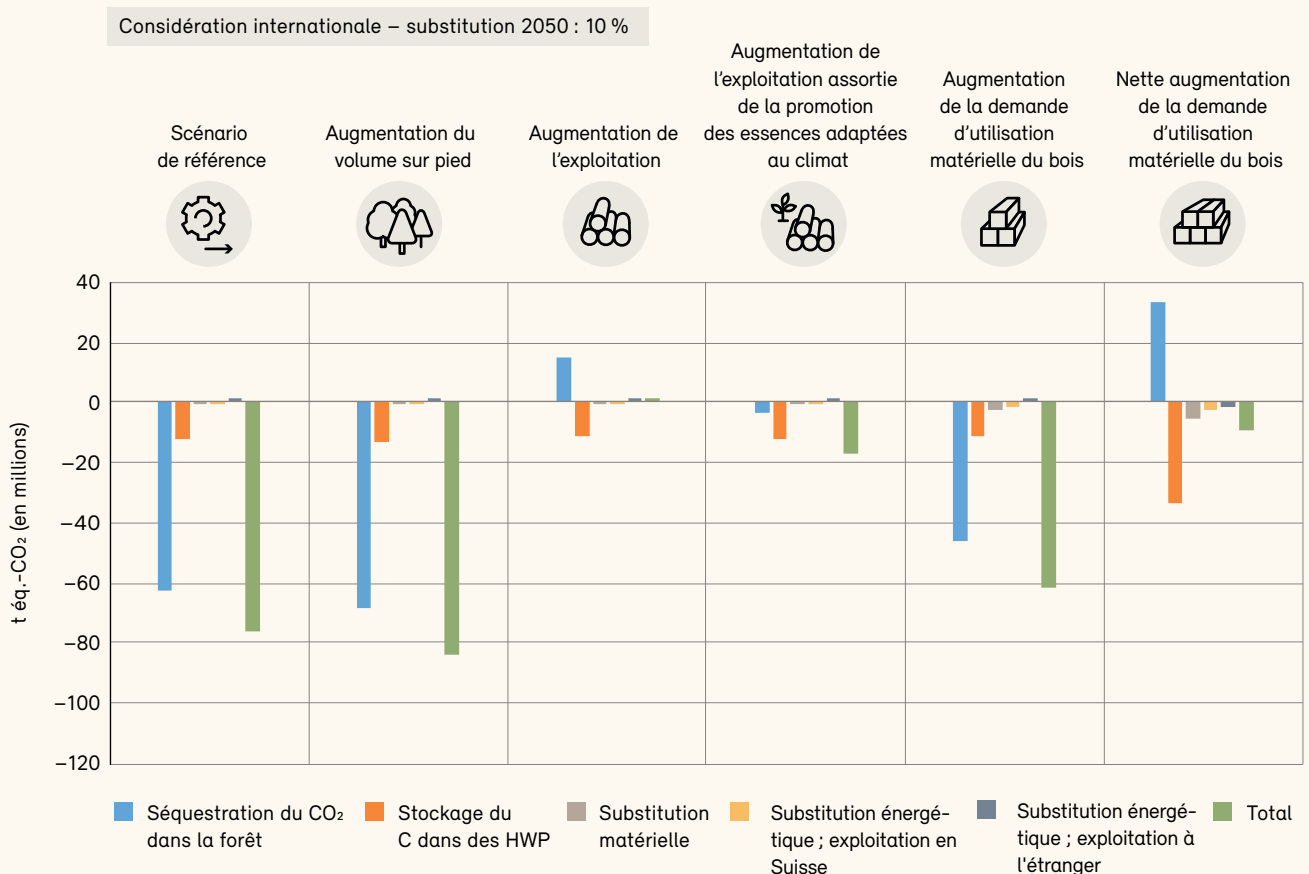 Considération internationale – substitution 2050 : 10 %
Scénario
de référence
Augmentation du
volume sur pied
Augmentation de
l'exploitation
Augmentation de
l'exploitation assortie
de la promotion
des essences adaptées
au climat
Augmentation
de la demande
d'utilisation
matérielle du bois
Nette augmentation
de la demande
d'utilisation
matérielle du bois
t éq.-CO₂ (en millions)
40
20
0
–20
–40
–60
–80
–100
–120
Séquestration du CO₂
dans la forêt
Stockage du
C dans des HWP
Substitution
matérielle
Substitution énergé-
tique ; exploitation en
Suisse
Substitution énergé-
tique ; exploitation à
l'étranger
Total